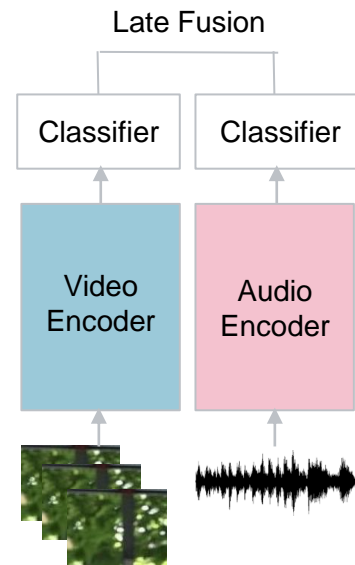 Late Fusion
Classifier
Classifier
Video
Encoder
Audio
Encoder